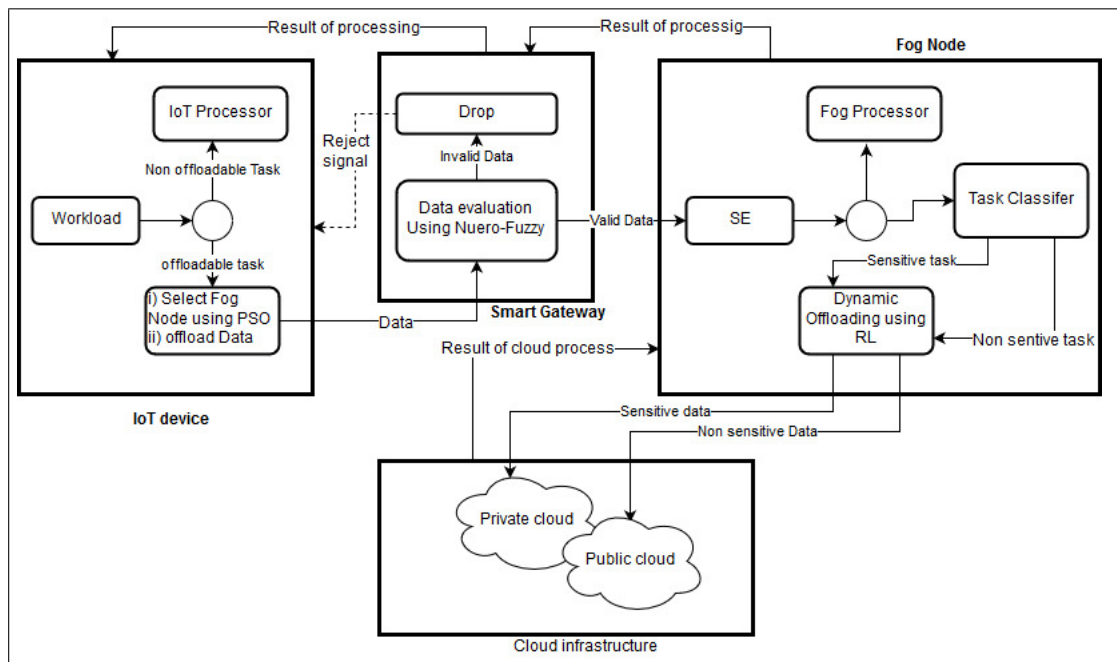 Result of processing
Result of processig
Fog Node
IoT Processor
Drop
Fog Processor
Reject
signal
Non offloadable Task
Invalid Data
Workload
Data evaluation
Using Nuero-Fuzzy
Valid Data
SE
Task Classifer
offloadable task
Sensitive task
i) Select Fog
Node using PSO
ii) offload Data
Data
Smart Gateway
Dynamic
Offloading using
RL
Non sentive task
Result of cloud process
IoT device
Sensitive data
Non sensitive Data
Private cloud
Public cloud
Cloud infrastructure